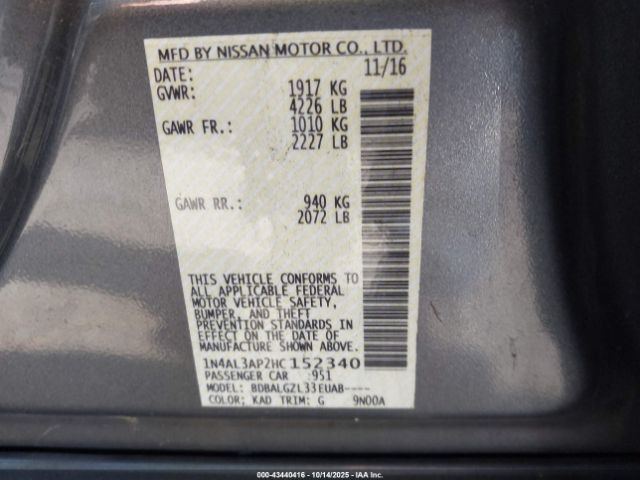 MFD BY NISSAN MOTOR CO., LTD.
DATE: 11/16
GVWR: 1917 KG
4226 LB
GAWR FR.: 1010 KG
2227 LB
GAWR RR.: 940 KG
2072 LB
THIS VEHICLE CONFORMS TO
ALL APPLICABLE FEDERAL
MOTOR VEHICLE SAFETY,
BUMPER, AND THEFT
PREVENTION STANDARDS IN
EFFECT ON THE DATE OF
MANUFACTURE SHOWN ABOVE.
1N4AL3AP2HC152340
PASSENGER CAR 951
MODEL: BDBALGZL33EUAB----
COLOR; KAD TRIM: G 9N00A
000-43440416 - 10/14/2025 - IAA Inc.